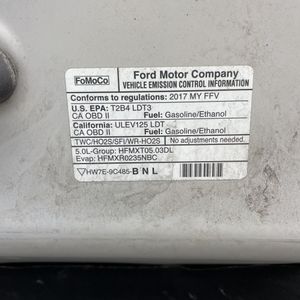 FoMoCo
Ford Motor Company
VEHICLE EMISSION CONTROL INFORMATION
Conforms to regulations: 2017 MY FFV
U.S. EPA: T2B4 LDT3
CA OBD II Fuel: Gasoline/Ethanol
California: ULEV125 LDT
CA OBD II Fuel: Gasoline/Ethanol
TWC/HO2S/SFI/WR-HO2S No adjustments needed.
5.0L-Group: HFMXT05.03DL
Evap: HFMXR0235NBC
HW7E-9C485-BNL